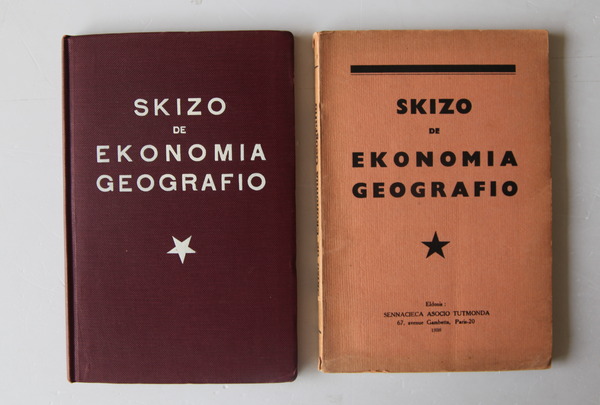 SKIZO
DE
EKONOMIA
GEOGRAFIO
SKIZO
DE
EKONOMIA
GEOGRAFIO
Eldonis :
SENNACIECA ASOCIO TUTMONDA
67, avenue Gambetta, Paris-20